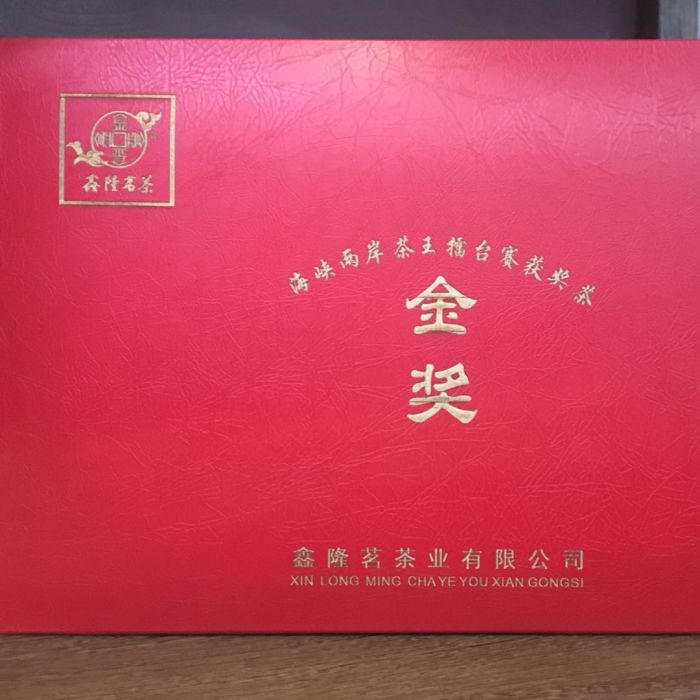 鑫隆茗茶
海峡两岸茶王擂台赛获奖茶
金
奖
鑫隆茗茶业有限公司
XIN LONG MING CHA YE YOU XIAN GONGSI